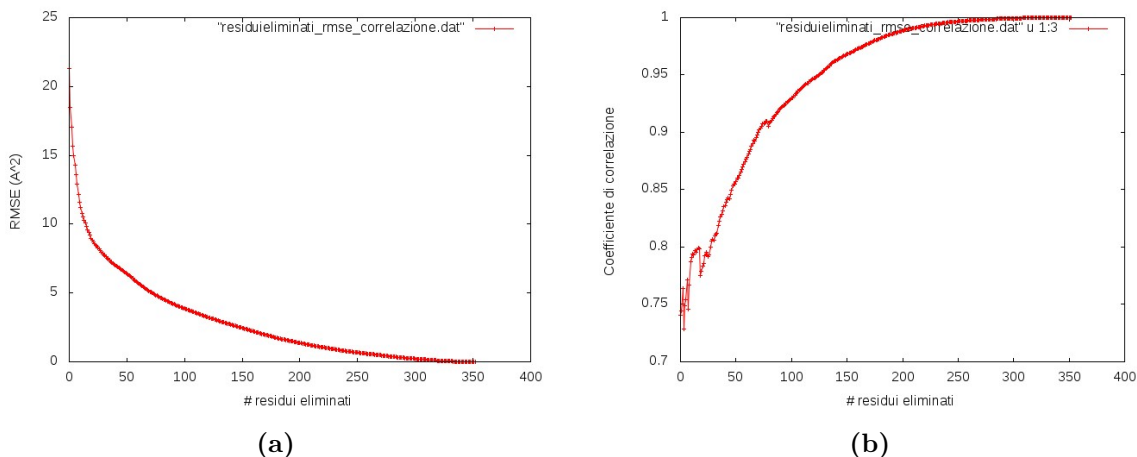 "residuieliminati_rmse_correlazione.dat"
RMSE (A^2)
25
20
15
10
5
0
0 50 100 150 200 250 300 350 400
# residui eliminati
(a)
"residuieliminati_rmse_correlazione.dat" u 1:3
Coefficiente di correlazione
1
0.95
0.9
0.85
0.8
0.75
0.7
0 50 100 150 200 250 300 350 400
# residui eliminati
(b)